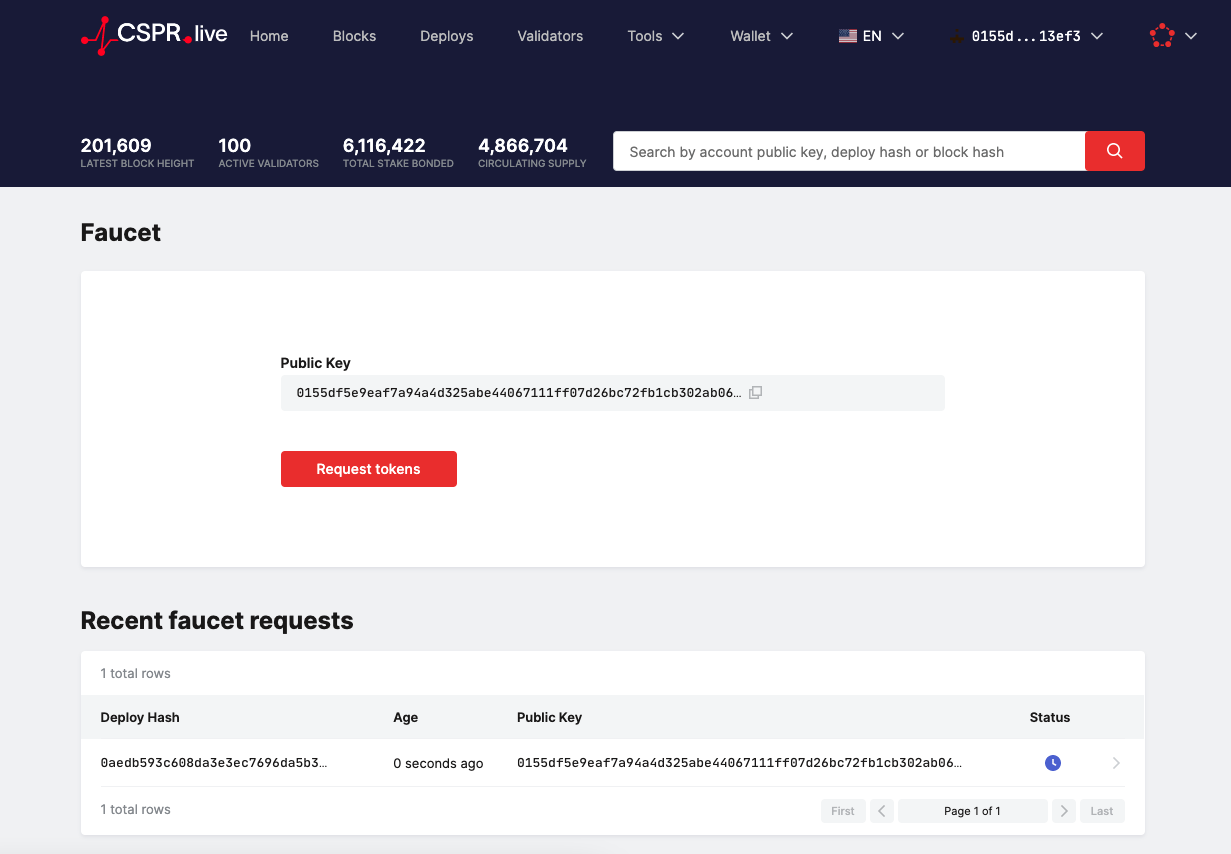 CSPR.live Home Blocks Deploys Validators Tools Wallet EN 0155d...13ef3
201,609 100 6,116,422 4,866,704
LATEST BLOCK HEIGHT ACTIVE VALIDATORS TOTAL STAKE BONDED CIRCULATING SUPPLY
Search by account public key, deploy hash or block hash
Faucet
Public Key
0155df5e9eaf7a94a4d325abe44067111ff07d26bc72fb1cb302ab06…
Request tokens
Recent faucet requests
1 total rows
Deploy Hash Age Public Key Status
0aedb593c608da3e3ec7696da5b3… 0 seconds ago 0155df5e9eaf7a94a4d325abe44067111ff07d26bc72fb1cb302ab06…
1 total rows First Page 1 of 1 Last